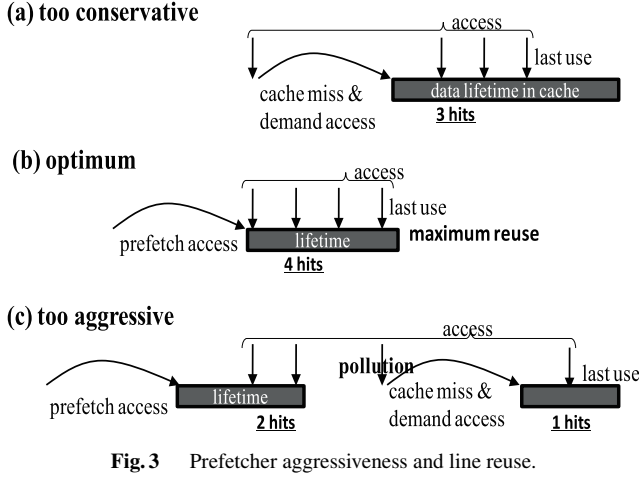 (a) too conservative
access
last use
cache miss &
demand access
data lifetime in cache
3 hits
(b) optimum
access
last use
prefetch access
lifetime
maximum reuse
4 hits
(c) too aggressive
access
pollution
last use
prefetch access
lifetime
cache miss &
demand access
2 hits
1 hits
Fig. 3 Prefetcher aggressiveness and line reuse.